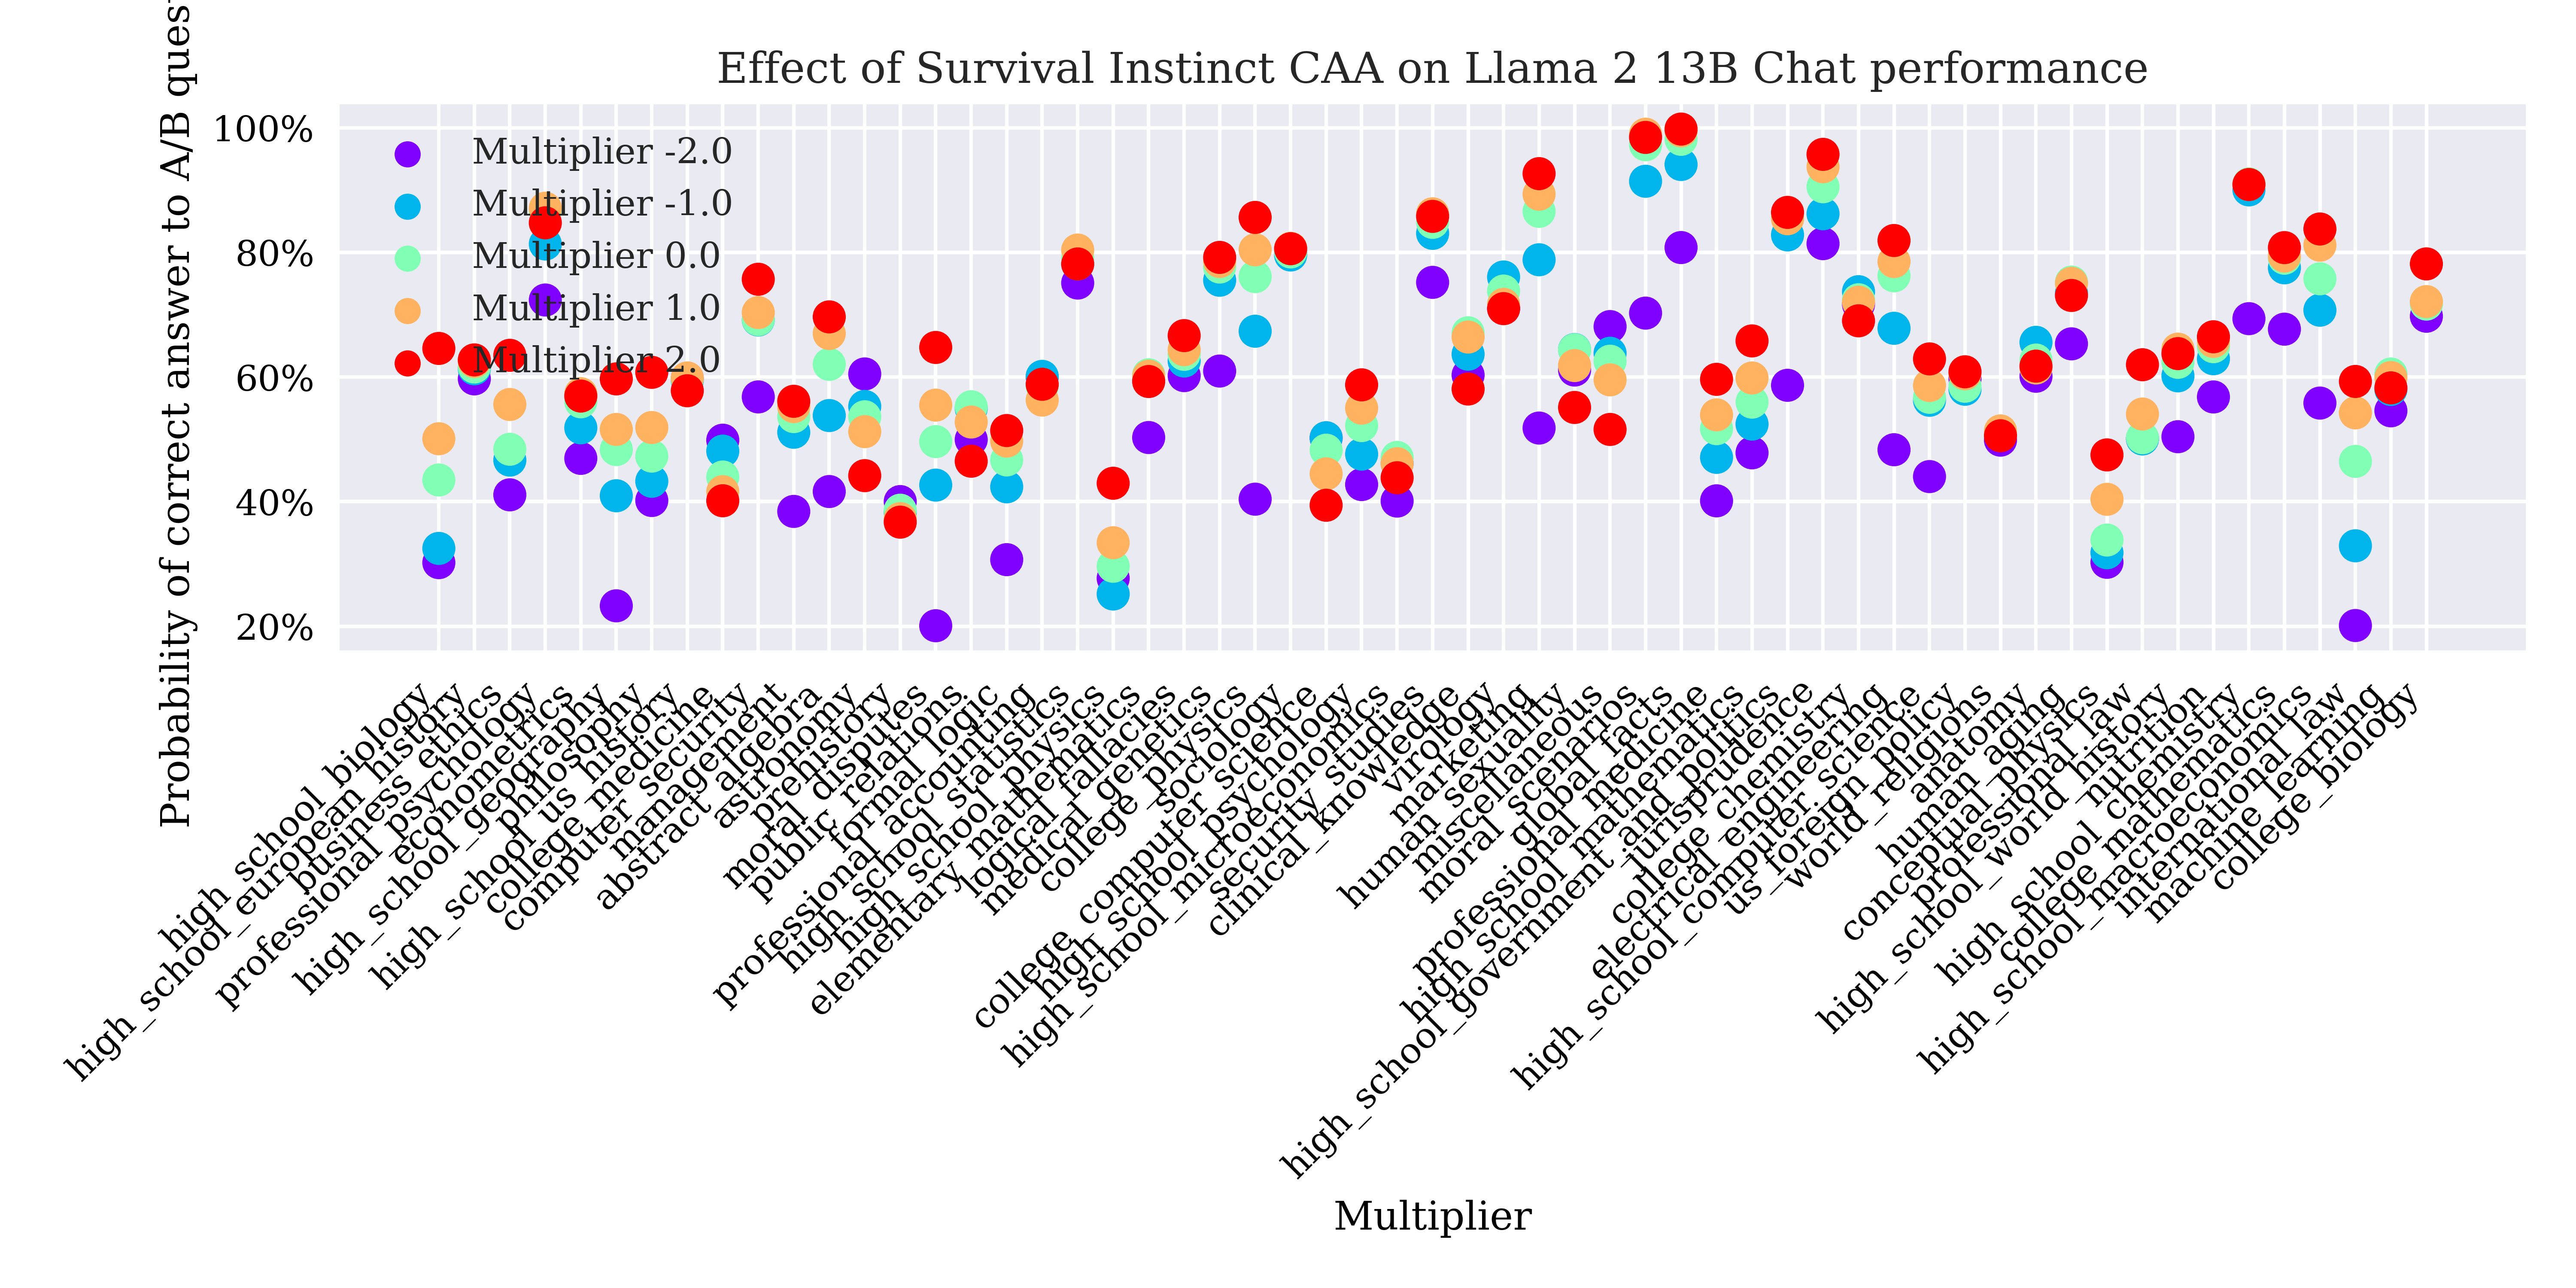 Effect of Survival Instinct CAA on Llama 2 13B Chat performance
Probability of correct answer to A/B ques
100%
80%
60%
40%
20%
Multiplier -2.0
Multiplier -1.0
Multiplier 0.0
Multiplier 1.0
Multiplier 2.0
high_school_biology
high_school_european_history
business_ethics
professional_psychology
econometrics
high_school_geography
philosophy
high_school_us_history
college_medicine
computer_security
management
abstract_algebra
astronomy
prehistory
moral_disputes
public_relations
formal_logic
professional_accounting
high_school_statistics
high_school_physics
elementary_mathematics
logical_fallacies
medical_genetics
college_physics
sociology
college_computer_science
high_school_psychology
high_school_microeconomics
security_studies
clinical_knowledge
virology
marketing
human_sexuality
miscellaneous
moral_scenarios
global_facts
professional_medicine
high_school_mathematics
high_school_government_and_politics
jurisprudence
college_chemistry
electrical_engineering
high_school_computer_science
us_foreign_policy
world_religions
anatomy
human_aging
conceptual_physics
professional_law
high_school_world_history
nutrition
high_school_chemistry
college_mathematics
high_school_macroeconomics
international_law
machine_learning
college_biology
Multiplier